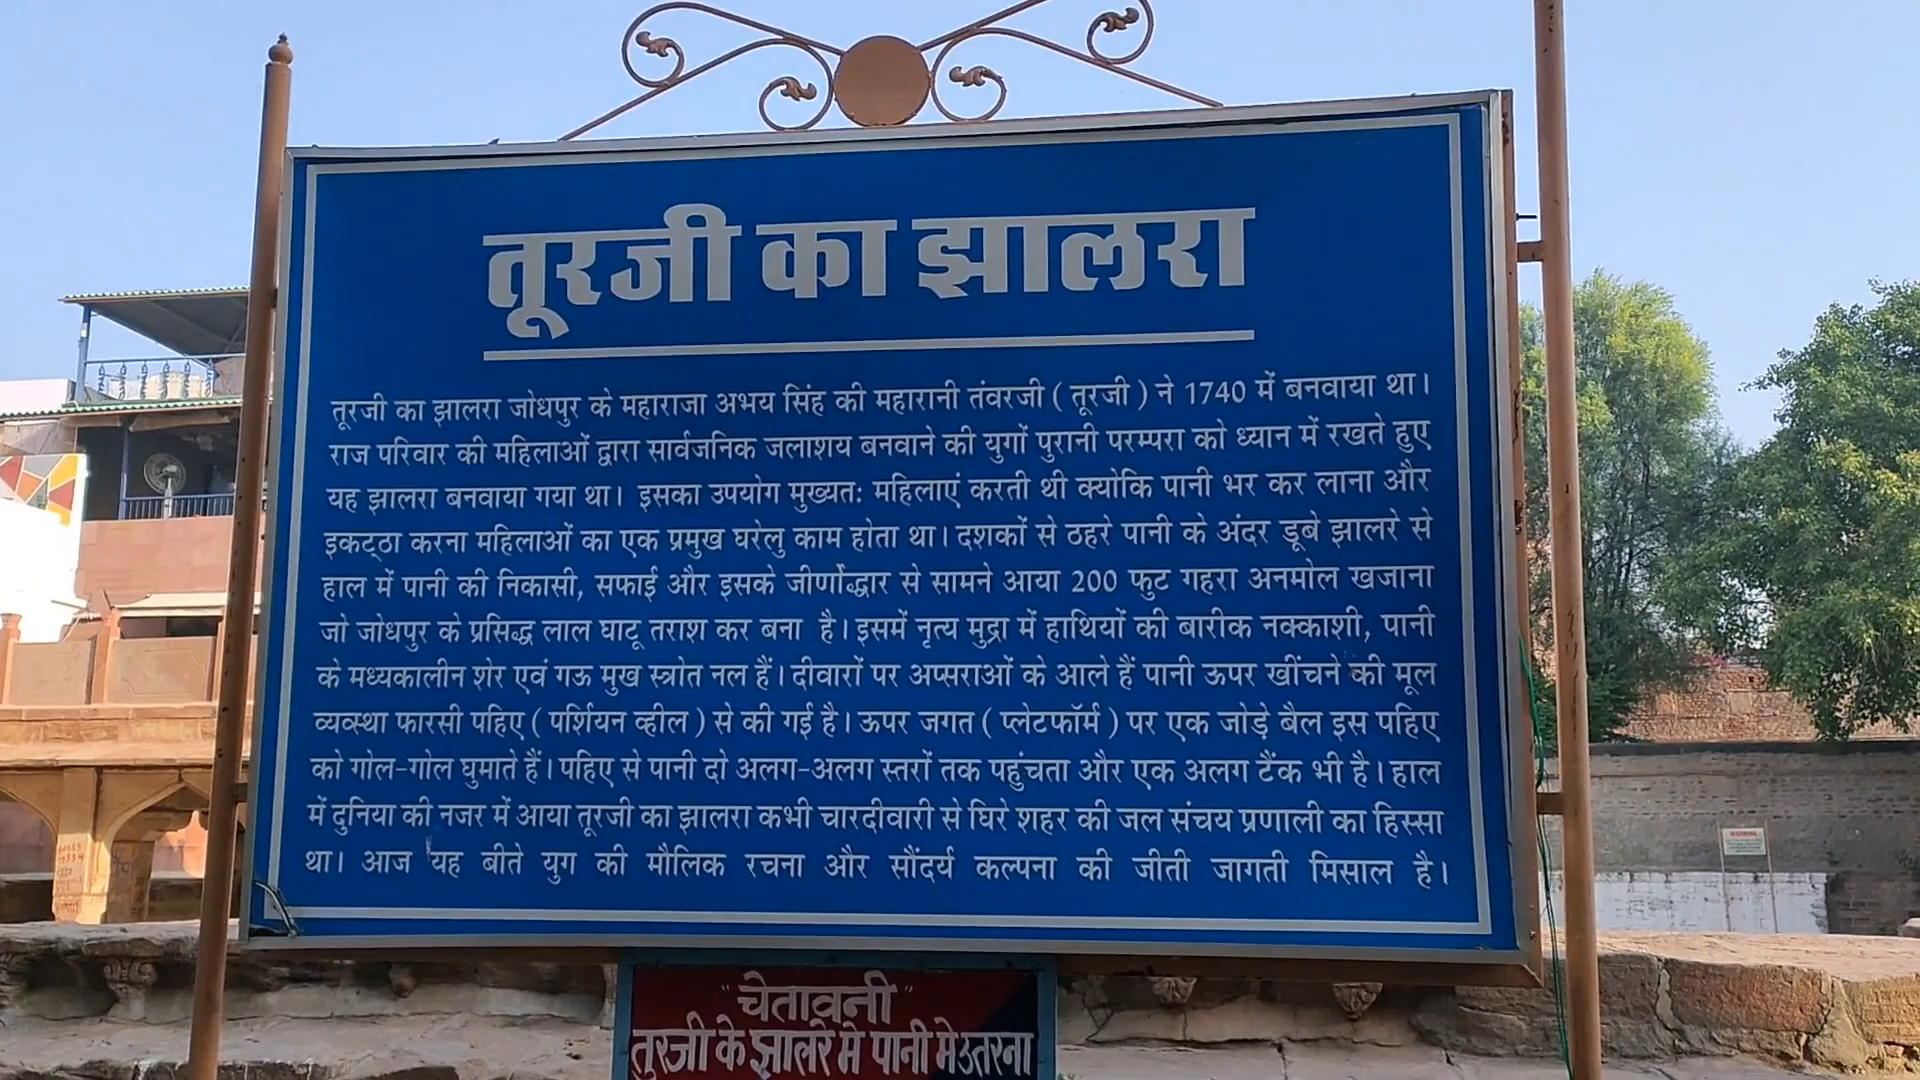 तूरजी का झालरा
तूरजी का झालरा जोधपुर के महाराजा अभय सिंह की महारानी तंवरजी ( तूरजी ) ने 1740 में बनवाया था।
राज परिवार की महिलाओं द्वारा सार्वजनिक जलाशय बनवाने की युगों पुरानी परम्परा को ध्यान में रखते हुए
यह झालरा बनवाया गया था। इसका उपयोग मुख्यतः महिलाएं करती थी क्योकि पानी भर कर लाना और
इकट्ठा करना महिलाओं का एक प्रमुख घरेलु काम होता था। दशकों से ठहरे पानी के अंदर डूबे झालरे से
हाल में पानी की निकासी, सफाई और इसके जीर्णोद्धार से सामने आया 200 फुट गहरा अनमोल खजाना
जो जोधपुर के प्रसिद्ध लाल घाटू तराश कर बना है। इसमें नृत्य मुद्रा में हाथियों की बारीक नक्काशी, पानी
के मध्यकालीन शेर एवं गऊ मुख स्त्रोत नल हैं। दीवारों पर अप्सराओं के आले हैं पानी ऊपर खींचने की मूल
व्यवस्था फारसी पहिए ( पर्शियन व्हील ) से की गई है। ऊपर जगत ( प्लेटफॉर्म ) पर एक जोड़े बैल इस पहिए
को गोल-गोल घुमाते हैं। पहिए से पानी दो अलग-अलग स्तरों तक पहुंचता और एक अलग टैंक भी है। हाल
में दुनिया की नजर में आया तूरजी का झालरा कभी चारदीवारी से घिरे शहर की जल संचय प्रणाली का हिस्सा
था। आज यह बीते युग की मौलिक रचना और सौंदर्य कल्पना की जीती जागती मिसाल है।
"चेतावनी"
तुरजी के झालरे मे पानी मे उतरना